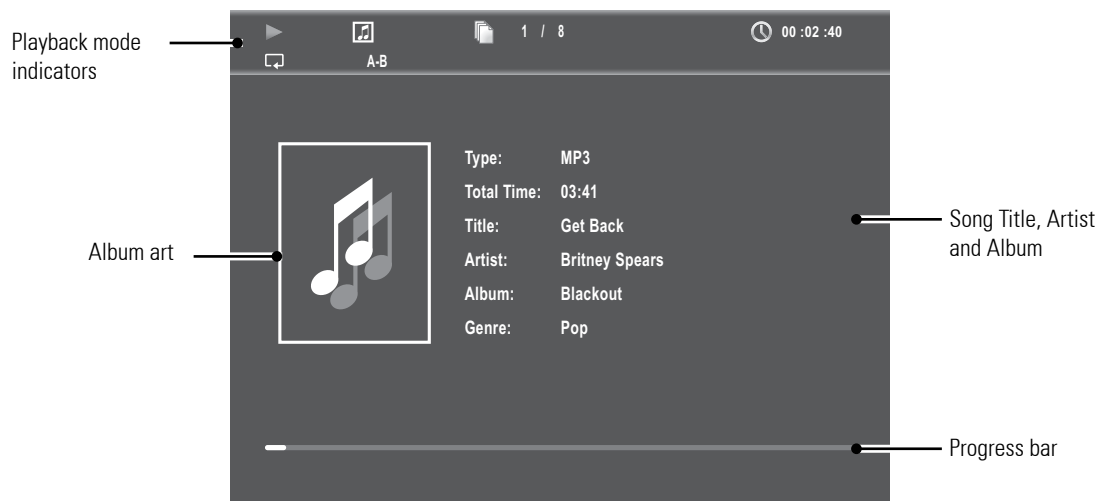 Playback mode
indicators
1 / 8
00 :02 :40
A-B
Type: MP3
Total Time: 03:41
Title: Get Back
Artist: Britney Spears
Album: Blackout
Genre: Pop
Album art
Song Title, Artist
and Album
Progress bar